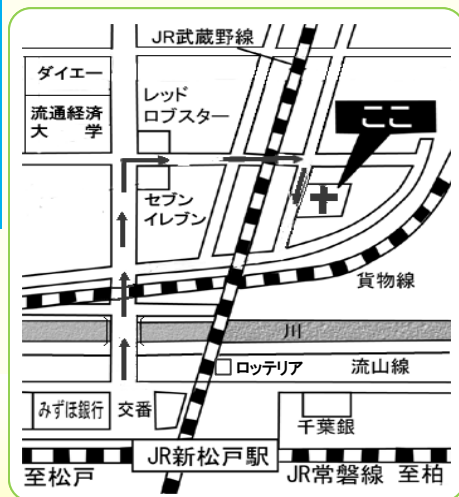 JR武蔵野線
ダイエー
レッド
ロブスター
流通経済
大学
ここ
セブン
イレブン
貨物線
川
ロッテリア
流山線
みずほ銀行
交番
千葉銀
JR新松戸駅
至松戸
JR常磐線
至柏